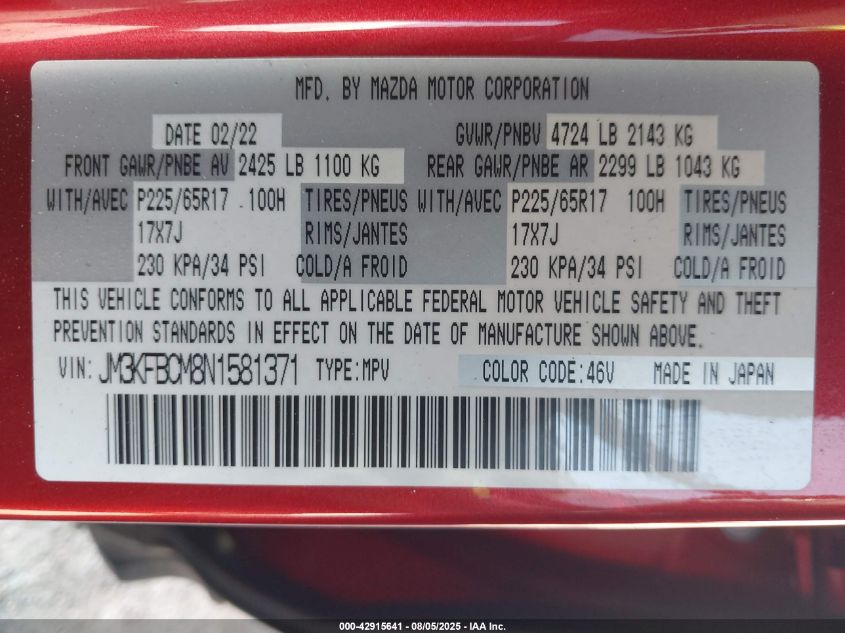 MFD. BY MAZDA MOTOR CORPORATION
DATE 02/22 GVWR/PNBV 4724 LB 2143 KG
FRONT GAWR/PNBE AV 2425 LB 1100 KG REAR GAWR/PNBE AR 2299 LB 1043 KG
WITH/AVEC P225/65R17 100H TIRES/PNEUS WITH/AVEC P225/65R17 100H TIRES/PNEUS
17X7J RIMS/JANTES 17X7J RIMS/JANTES
230 KPA/34 PSI COLD/A FROID 230 KPA/34 PSI COLD/A FROID
THIS VEHICLE CONFORMS TO ALL APPLICABLE FEDERAL MOTOR VEHICLE SAFETY AND THEFT
PREVENTION STANDARDS IN EFFECT ON THE DATE OF MANUFACTURE SHOWN ABOVE.
VIN: JM3KFBCM8N1581371 TYPE:MPV COLOR CODE:46V MADE IN JAPAN
000-42915641 - 08/05/2025 - IAA Inc.